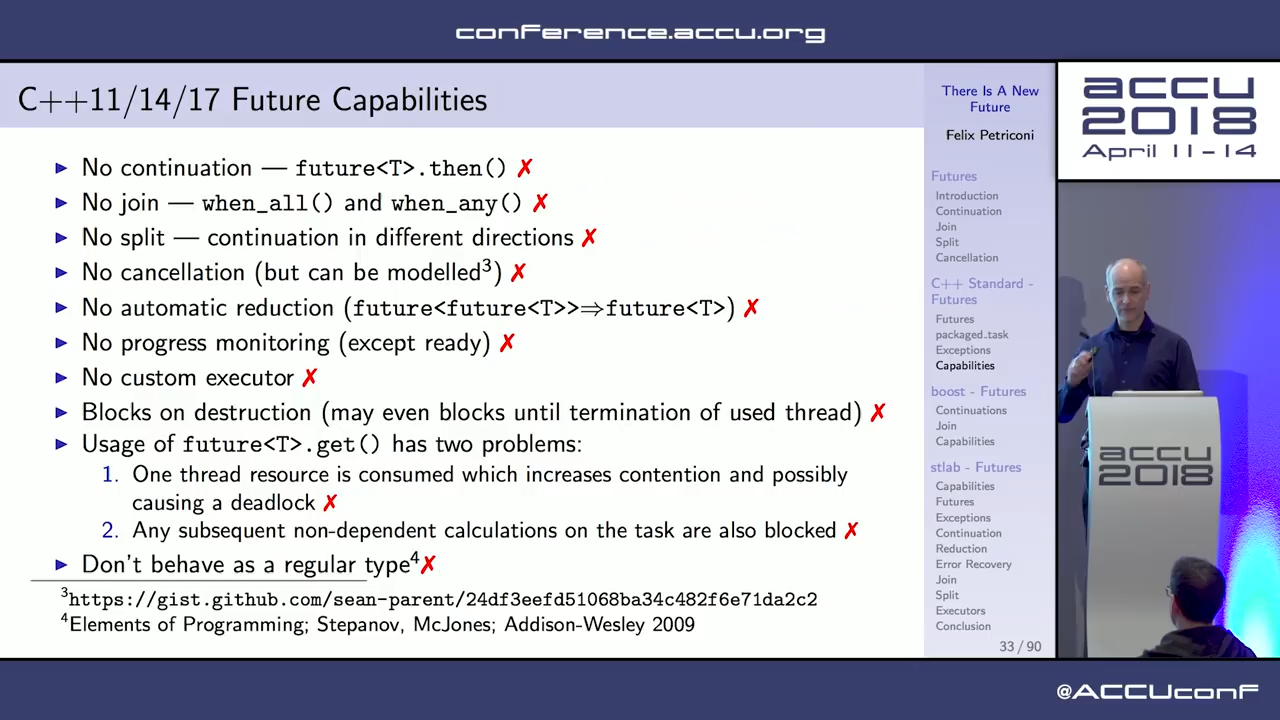 conference.accu.org
C++11/14/17 Future Capabilities
▶ No continuation — future<T>.then() ✗
▶ No join — when_all() and when_any() ✗
▶ No split — continuation in different directions ✗
▶ No cancellation (but can be modelled3) ✗
▶ No automatic reduction (future<future<T>>⇒future<T>) ✗
▶ No progress monitoring (except ready) ✗
▶ No custom executor ✗
▶ Blocks on destruction (may even blocks until termination of used thread) ✗
▶ Usage of future<T>.get() has two problems:
1. One thread resource is consumed which increases contention and possibly
causing a deadlock ✗
2. Any subsequent non-dependent calculations on the task are also blocked ✗
▶ Don't behave as a regular type4 ✗
3https://gist.github.com/sean-parent/24df3eefd51068ba34c482f6e71da2c2
4Elements of Programming; Stepanov, McJones; Addison-Wesley 2009
There Is A New
Future
Felix Petriconi
Futures
Introduction
Continuation
Join
Split
Cancellation
C++ Standard -
Futures
Futures
packaged_task
Exceptions
Capabilities
boost - Futures
Continuations
Join
Capabilities
stlab - Futures
Capabilities
Futures
Exceptions
Continuation
Reduction
Error Recovery
Join
Split
Executors
Conclusion
33 / 90
accu
2018
April 11-14
accu
2018
@ACCUconf